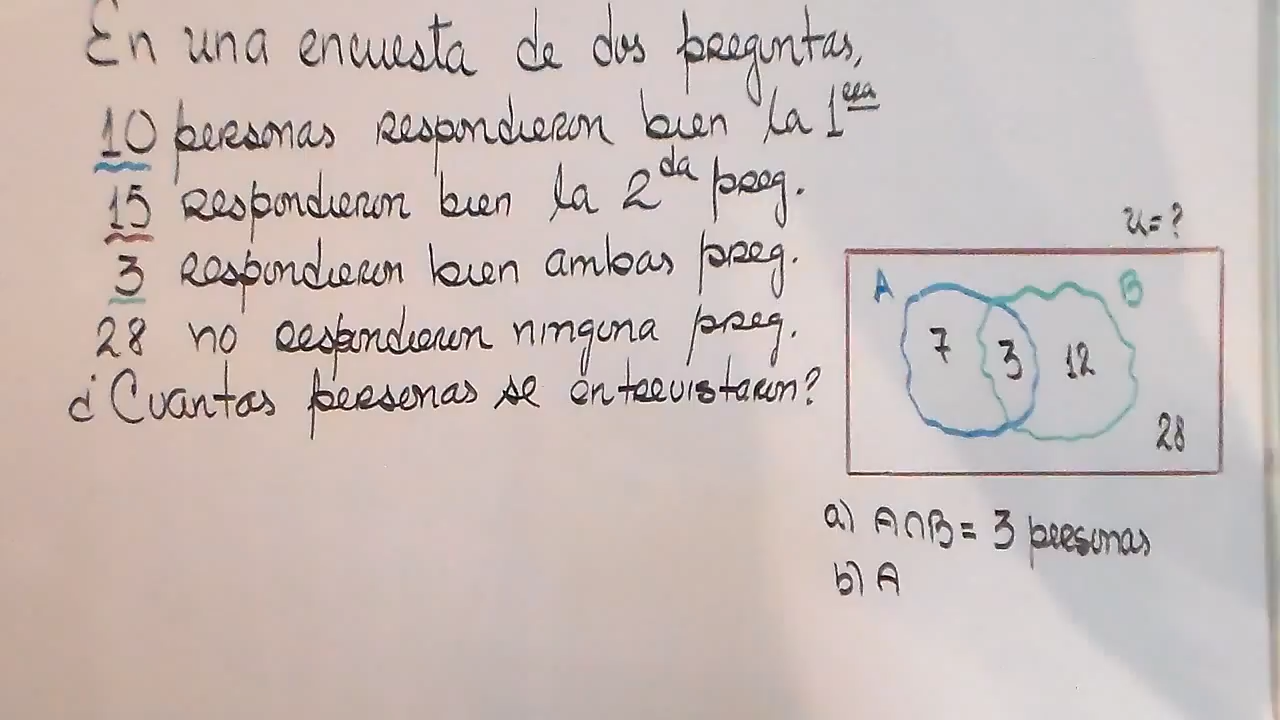 En una encuesta de dos preguntas,
10 personas respondieron bien la 1era
15 respondieron bien la 2da preg.
3 respondieron bien ambas preg.
28 no respondieron ninguna preg.
¿Cuantas personas se entrevistaron?
U=?
A B
7 3 12
28
a) A∩B = 3 personas
b) A